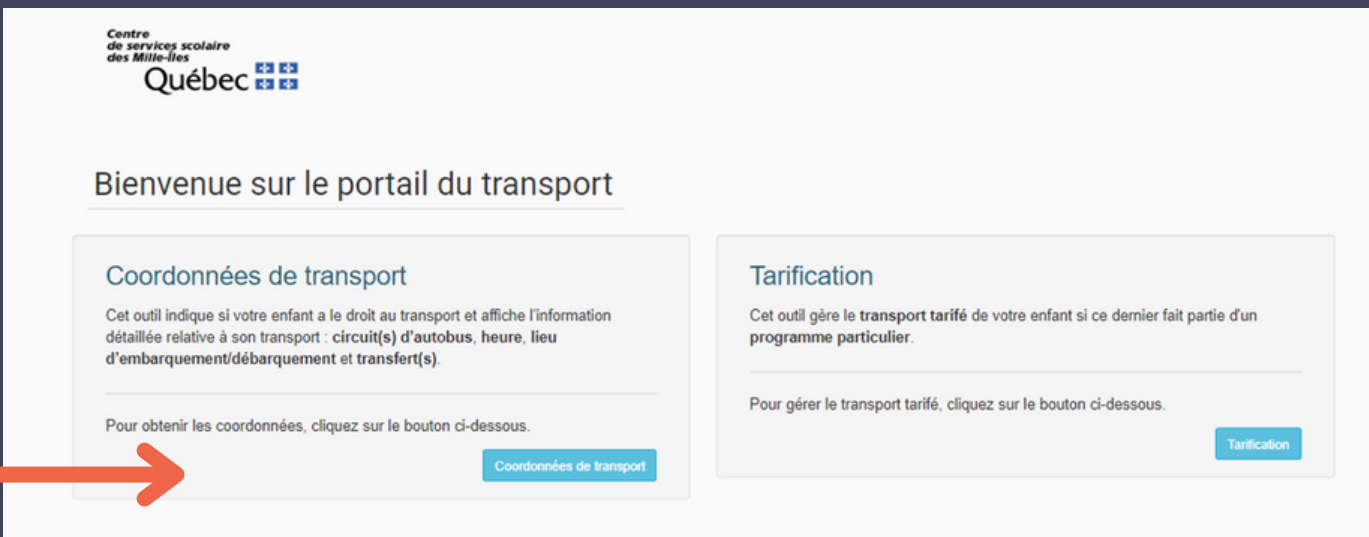 Centre
de services scolaire
des Mille-Îles
Québec
Bienvenue sur le portail du transport
Coordonnées de transport
Cet outil indique si votre enfant a le droit au transport et affiche l'information
détaillée relative à son transport : circuit(s) d'autobus, heure, lieu
d'embarquement/débarquement et transfert(s).
Pour obtenir les coordonnées, cliquez sur le bouton ci-dessous.
Coordonnées de transport
Tarification
Cet outil gère le transport tarifé de votre enfant si ce dernier fait partie d'un
programme particulier.
Pour gérer le transport tarifé, cliquez sur le bouton ci-dessous.
Tarification